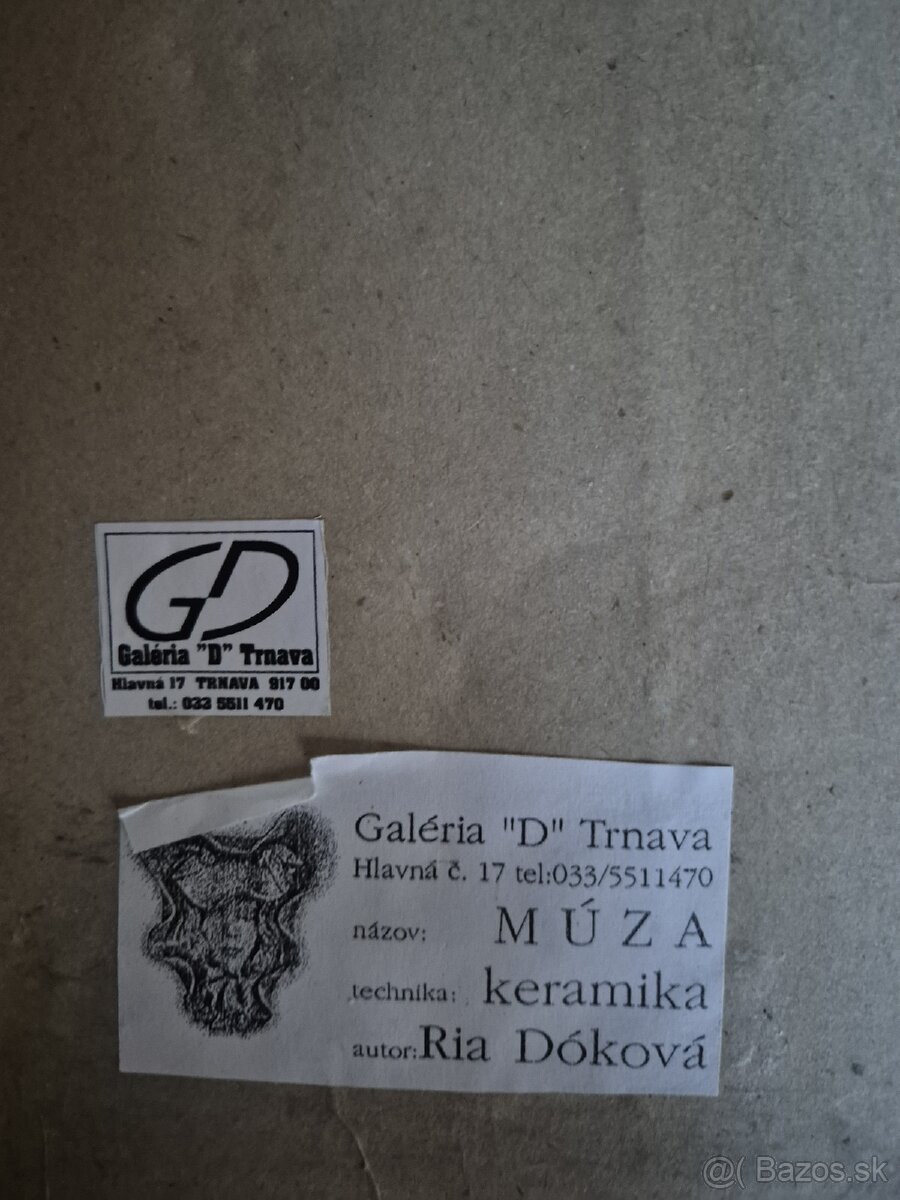 GD
Galéria "D" Trnava
Hlavná 17 TRNAVA 917 00
tel.: 033 5511 470
Galéria "D" Trnava
Hlavná č. 17 tel:033/5511470
názov: MÚZA
technika: keramika
autor:Ria Dóková
@( Bazos.sk